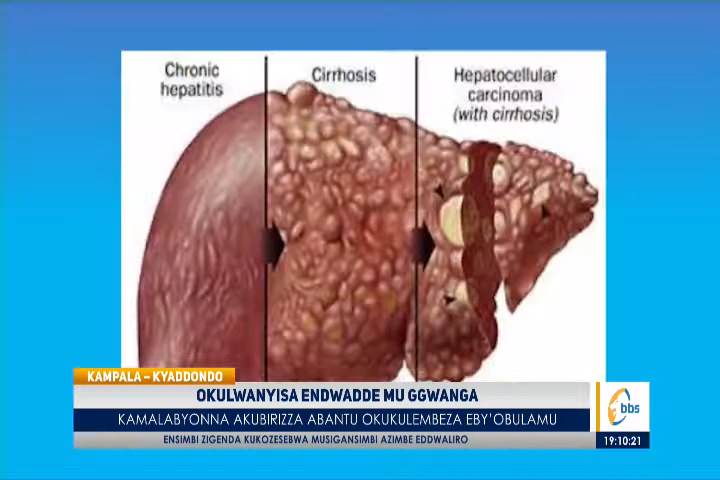 Chronic
hepatitis
Cirrhosis
Hepatocellular
carcinoma
(with cirrhosis)
KAMPALA – KYADDONDO
OKULWANYISA ENDWADDE MU GGWANGA
KAMALABYONNA AKUBIRIZZA ABANTU OKUKULEMBEZA EBY'OBULAMU
ENSIMBI ZIGENDA KUKOZESEBWA MUSIGANSIMBI AZIMBE EDDWALIRO
bbs
19:10:21